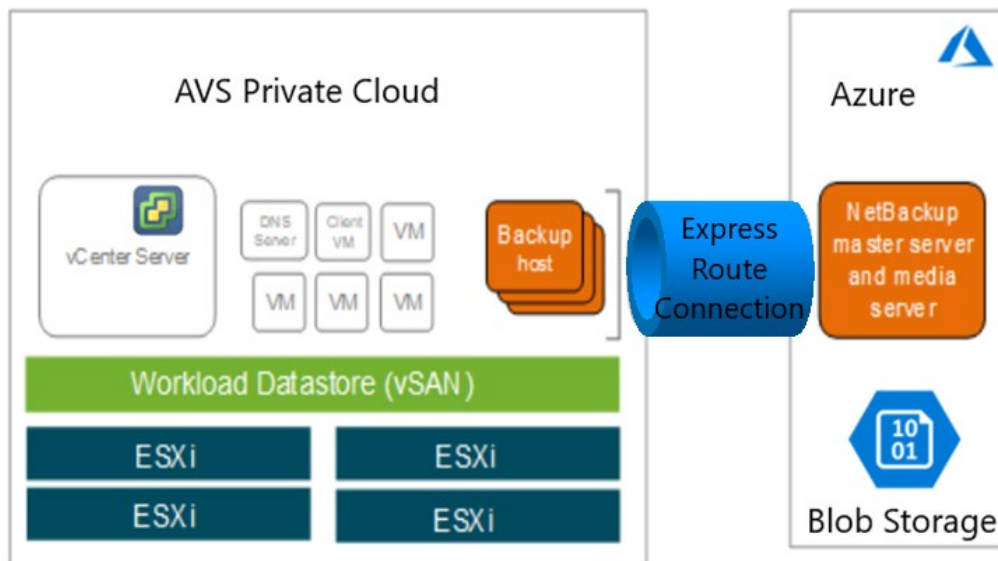 AVS Private Cloud
vCenter Server
DNS
Server
Client
VM
VM
VM
VM
VM
Backup
host
Workload Datastore (vSAN)
ESXi
ESXi
ESXi
ESXi
Express
Route
Connection
Azure
NetBackup
master server
and media
server
10
01
Blob Storage